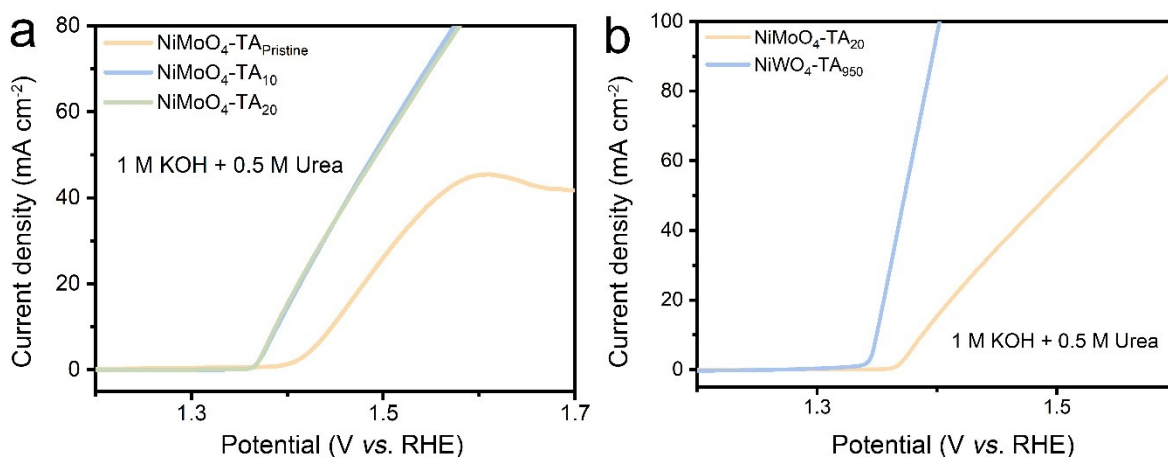 a
80
60
40
20
0
Current density (mA cm⁻²)
NiMoO₄-TA_Pristine
NiMoO₄-TA₁₀
NiMoO₄-TA₂₀
1 M KOH + 0.5 M Urea
1.3
1.5
1.7
Potential (V vs. RHE)
b
100
80
60
40
20
0
Current density (mA cm⁻²)
NiMoO₄-TA₂₀
NiWO₄-TA₉₅₀
1 M KOH + 0.5 M Urea
1.3
1.5
Potential (V vs. RHE)